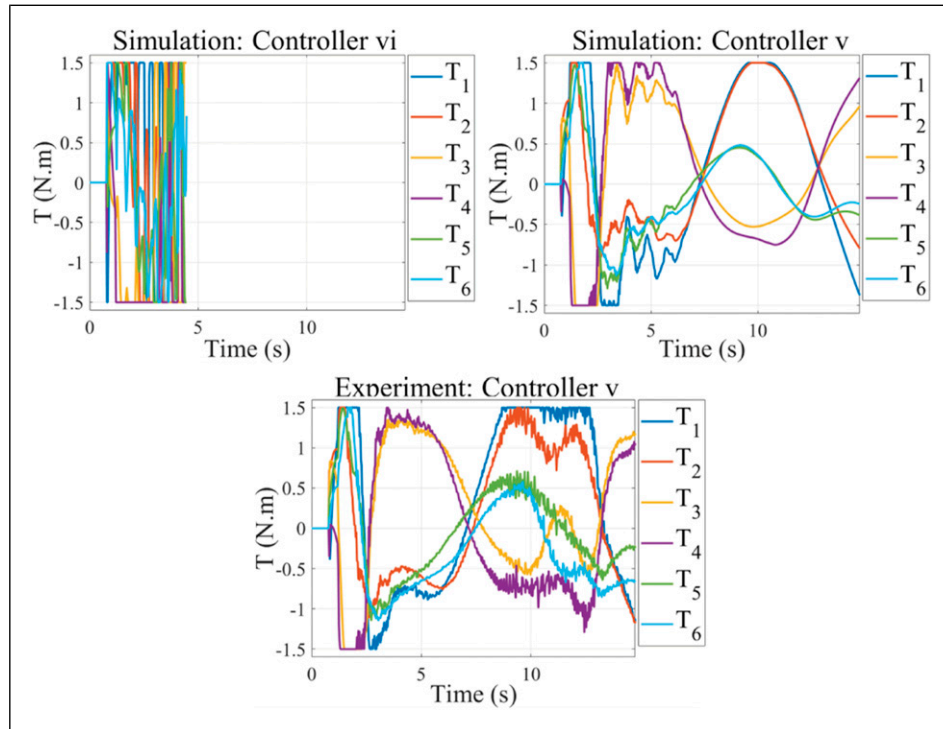 Simulation: Controller vi
1.5
1
0.5
0
-0.5
-1
-1.5
T (N.m)
0
5
10
Time (s)
T1
T2
T3
T4
T5
T6
Simulation: Controller v
1.5
1
0.5
0
-0.5
-1
-1.5
T (N.m)
0
5
10
Time (s)
T1
T2
T3
T4
T5
T6
Experiment: Controller v
1.5
1
0.5
0
-0.5
-1
-1.5
T (N.m)
0
5
10
Time (s)
T1
T2
T3
T4
T5
T6